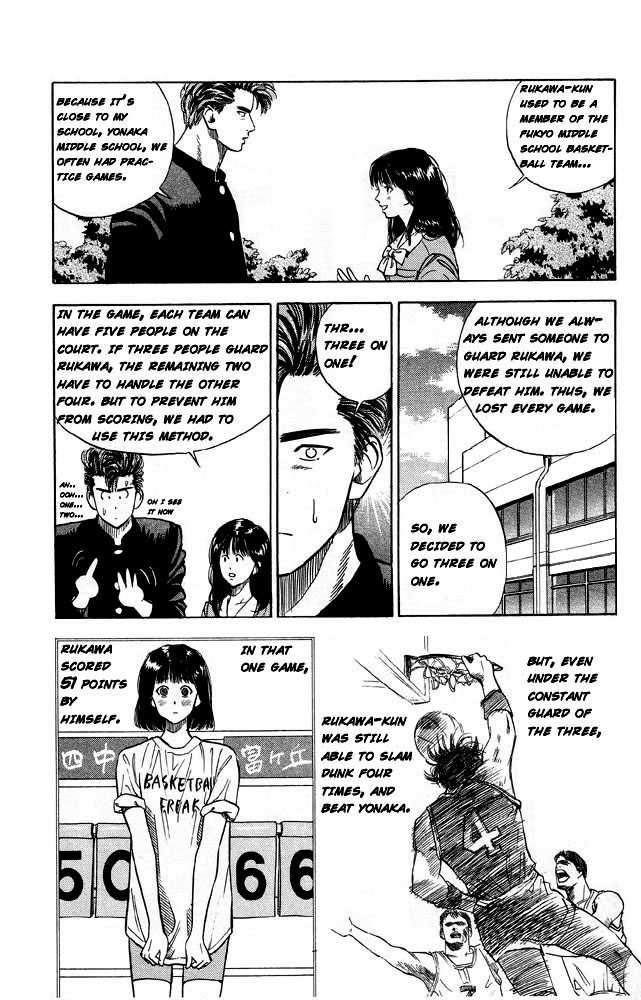 RUKAWA-KUN
USED TO BE A
MEMBER OF THE
FUKYO MIDDLE
SCHOOL BASKET-
BALL TEAM...
BECAUSE IT'S
CLOSE TO MY
SCHOOL, YONAKA
MIDDLE SCHOOL, WE
OFTEN HAD PRAC-
TICE GAMES.
ALTHOUGH WE ALW-
AYS SENT SOMEONE TO
GUARD RUKAWA, WE
WERE STILL UNABLE TO
DEFEAT HIM. THUS, WE
LOST EVERY GAME.
SO, WE
DECIDED TO
GO THREE ON
ONE.
THR...
THREE ON
ONE!
IN THE GAME, EACH TEAM CAN
HAVE FIVE PEOPLE ON THE
COURT. IF THREE PEOPLE GUARD
RUKAWA, THE REMAINING TWO
HAVE TO HANDLE THE OTHER
FOUR. BUT TO PREVENT HIM
FROM SCORING, WE HAD TO
USE THIS METHOD.
AH..
OOH...
ONE...
TWO...
OH I SEE
IT NOW
BUT, EVEN
UNDER THE
CONSTANT
GUARD OF
THE THREE,
RUKAWA-KUN
WAS STILL
ABLE TO SLAM
DUNK FOUR
TIMES, AND
BEAT YONAKA.
4
IN THAT
ONE GAME,
RUKAWA
SCORED
51 POINTS
BY
HIMSELF.
四中
富ヶ丘
BASKETBA
FREAK
50
66